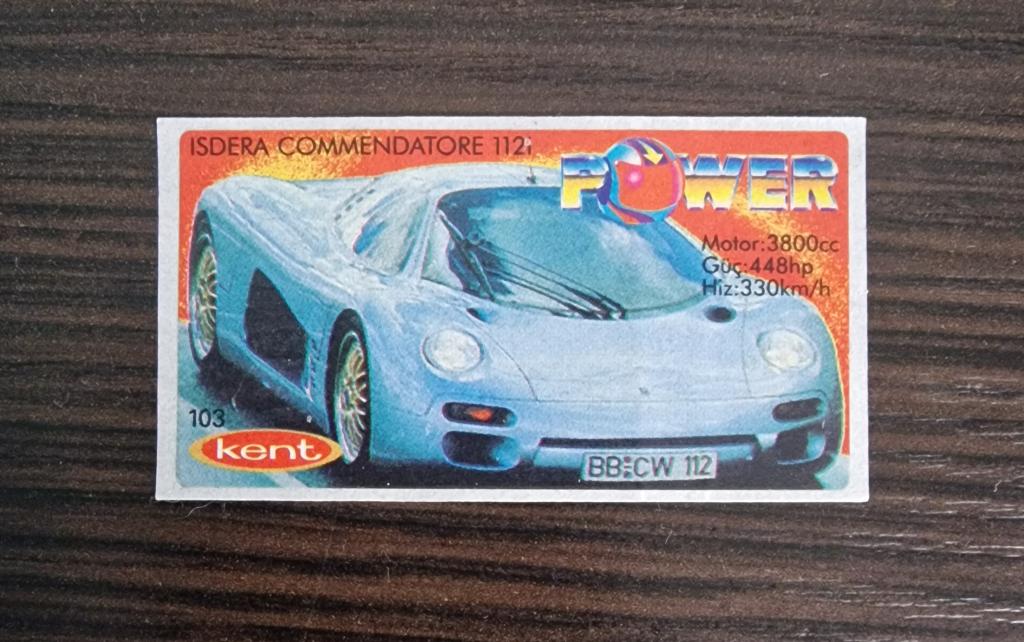 ISDERA COMMENDATORE 112i
POWER
Motor:3800cc
Güç:448hp
Hiz:330km/h
103
kent
BB CW 112